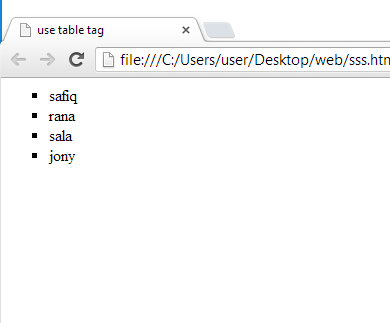 use table tag
file:///C:/Users/user/Desktop/web/sss.htm
safiq
rana
sala
jony